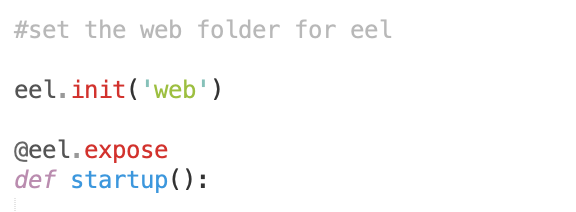 #set the web folder for eel
eel.init('web')
@eel.expose
def startup():